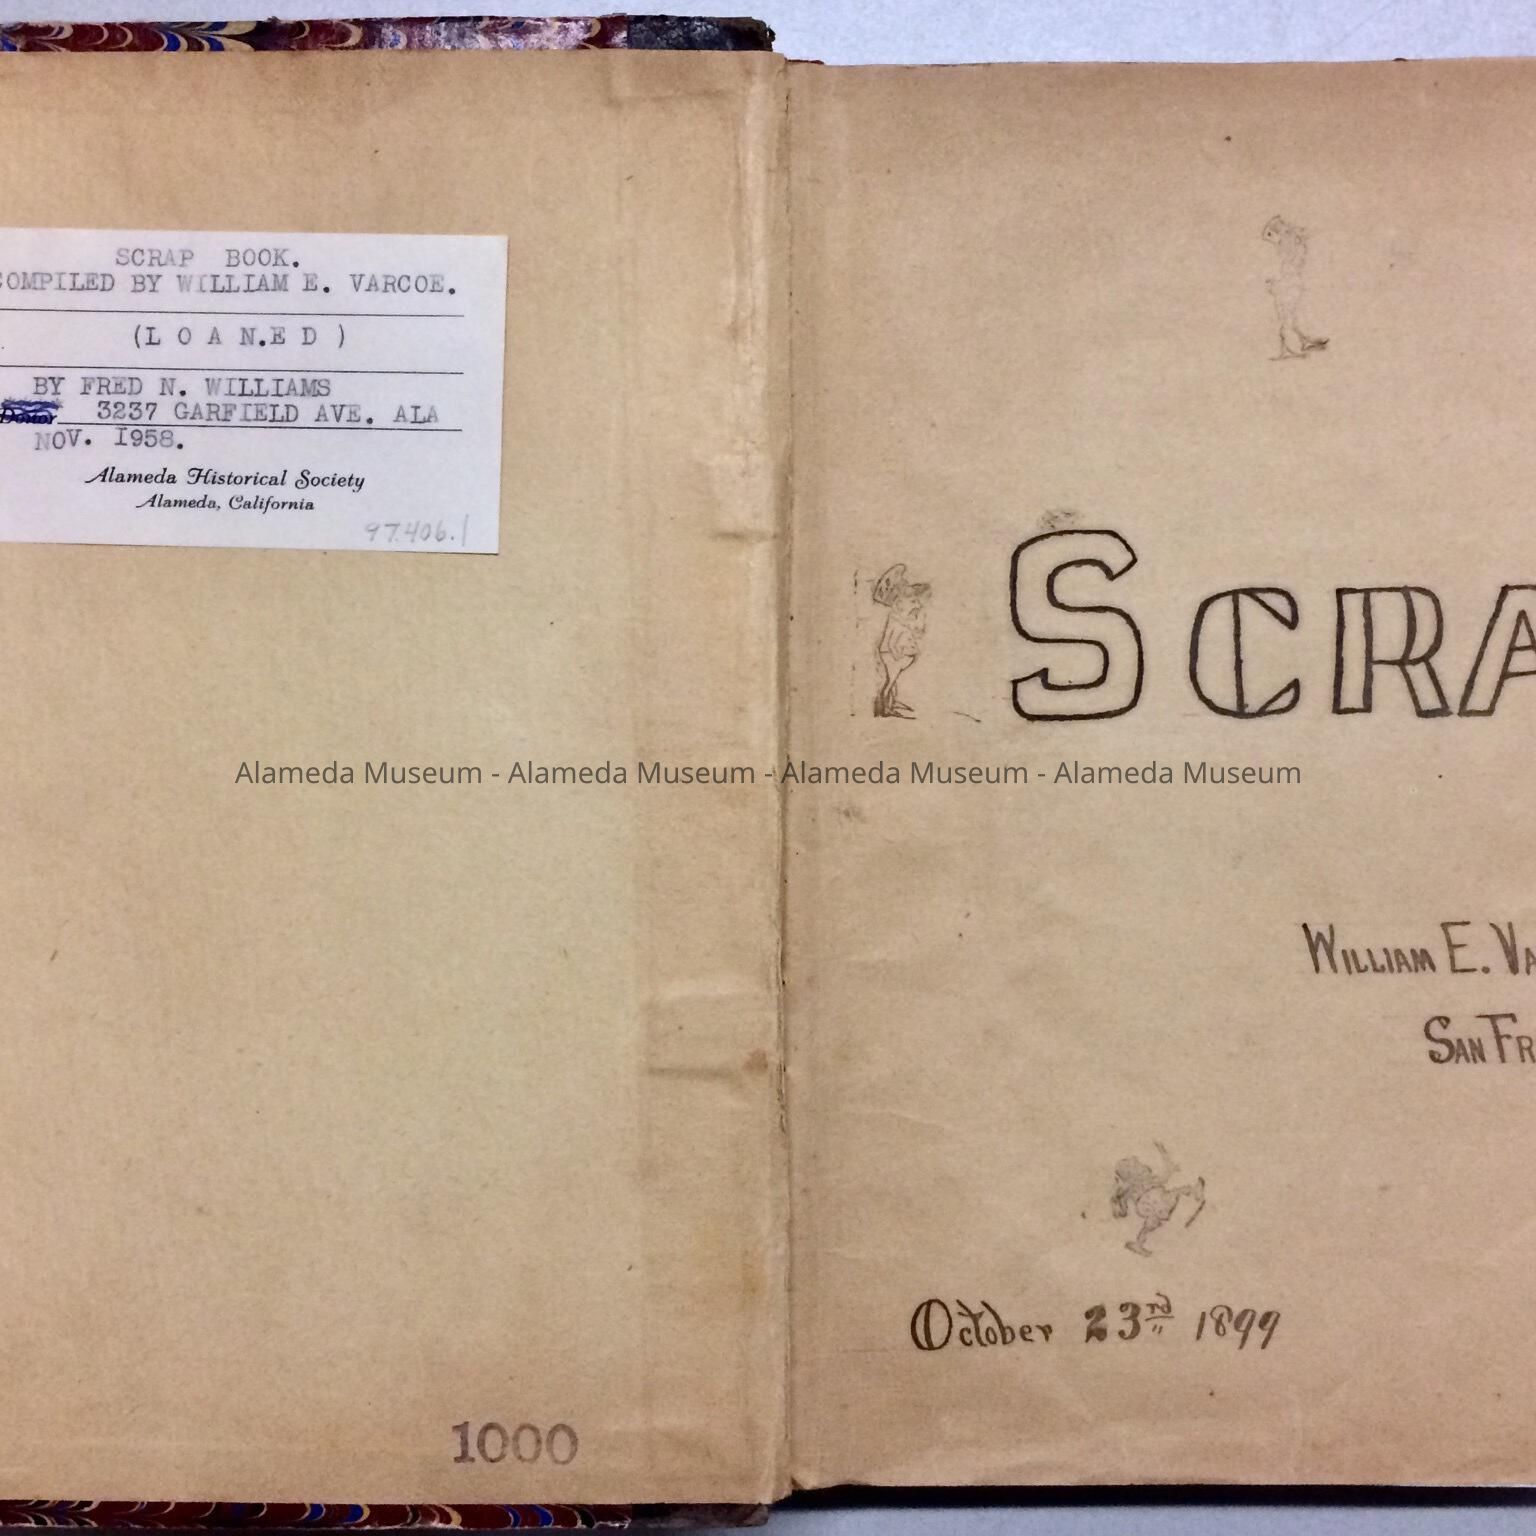 SCRAP BOOK.
COMPILED BY WILLIAM E. VARCOE.
(L O A N.E D )
BY FRED N. WILLIAMS
Donor 3237 GARFIELD AVE. ALA
NOV. 1958.
Alameda Historical Society
Alameda, California
97.406.1
1000
SCRA
WILLIAM E. VA
SAN FR
October 23rd 1899
Alameda Museum - Alameda Museum - Alameda Museum - Alameda Museum